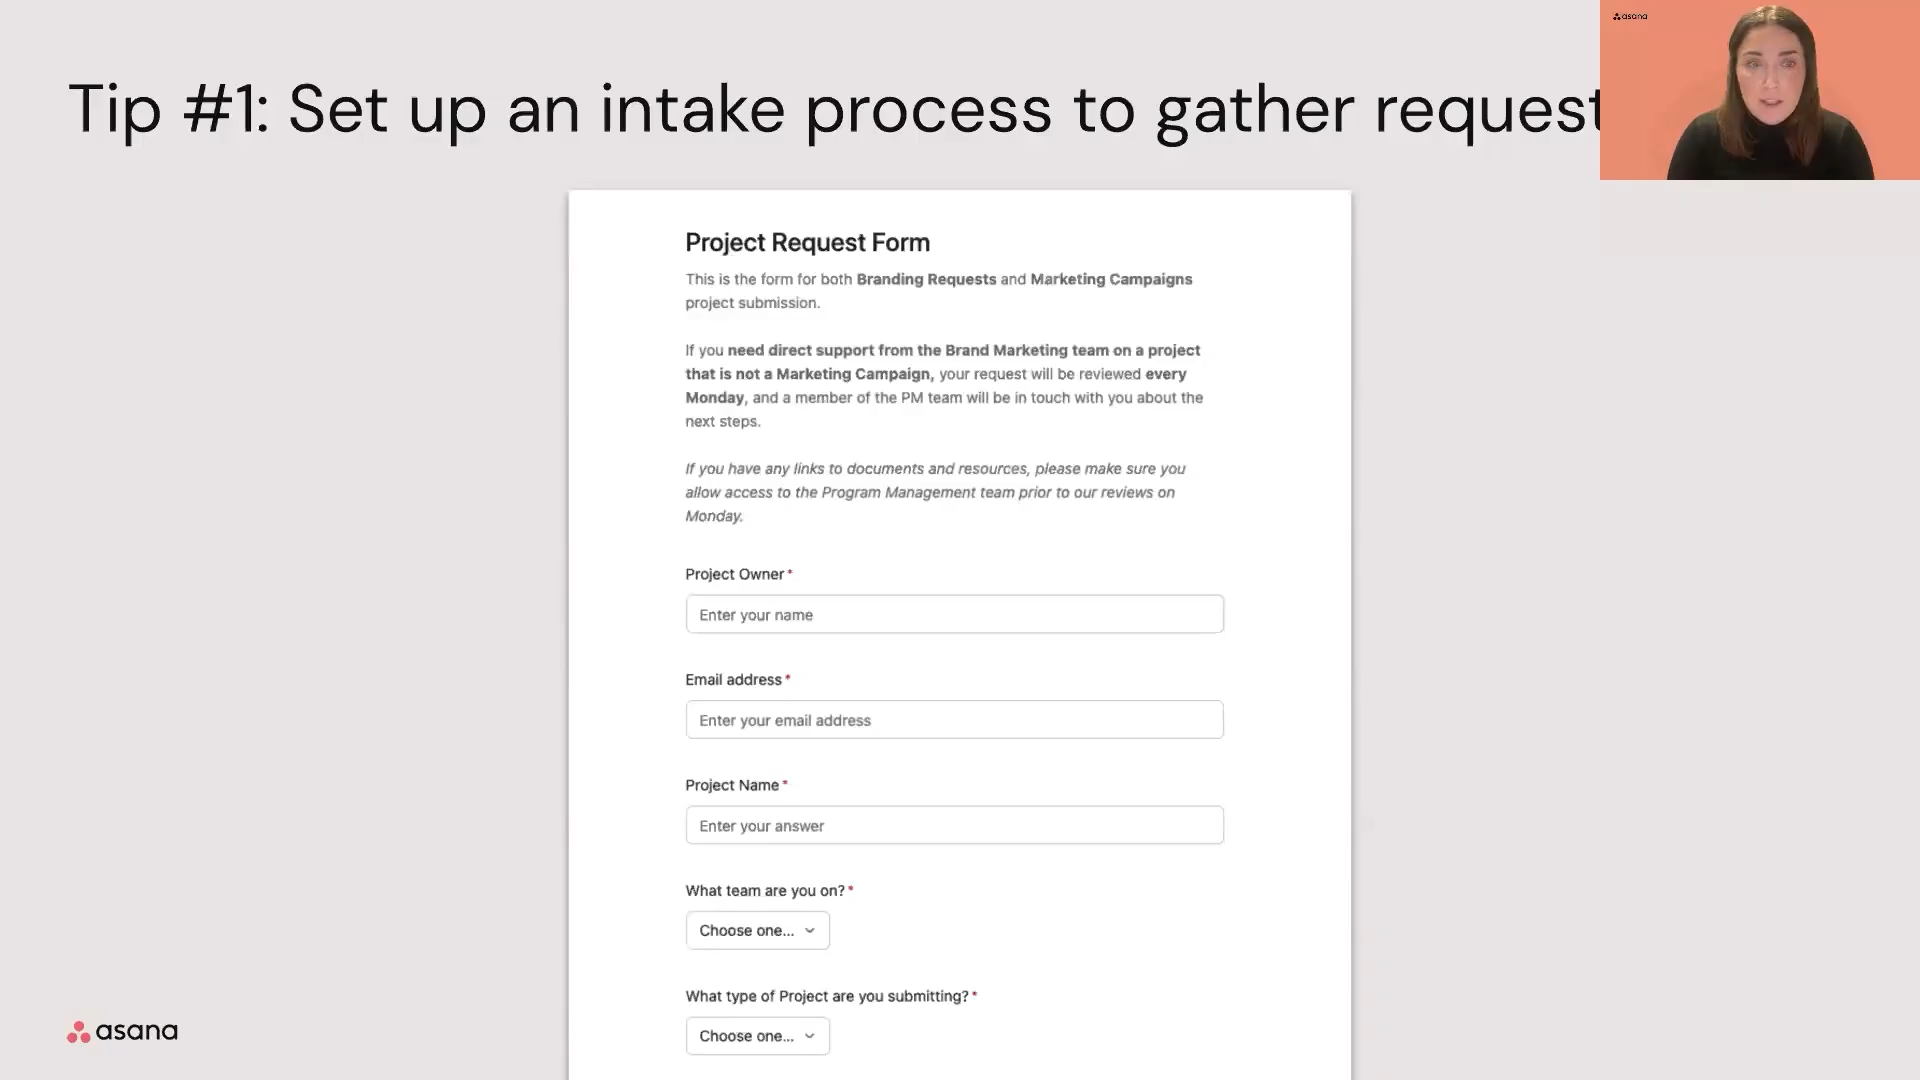 asana
Tip #1: Set up an intake process to gather request
Project Request Form
This is the form for both Branding Requests and Marketing Campaigns
project submission.
If you need direct support from the Brand Marketing team on a project
that is not a Marketing Campaign, your request will be reviewed every
Monday, and a member of the PM team will be in touch with you about the
next steps.
If you have any links to documents and resources, please make sure you
allow access to the Program Management team prior to our reviews on
Monday.
Project Owner*
Enter your name
Email address*
Enter your email address
Project Name*
Enter your answer
What team are you on?*
Choose one...
What type of Project are you submitting?*
Choose one...
asana